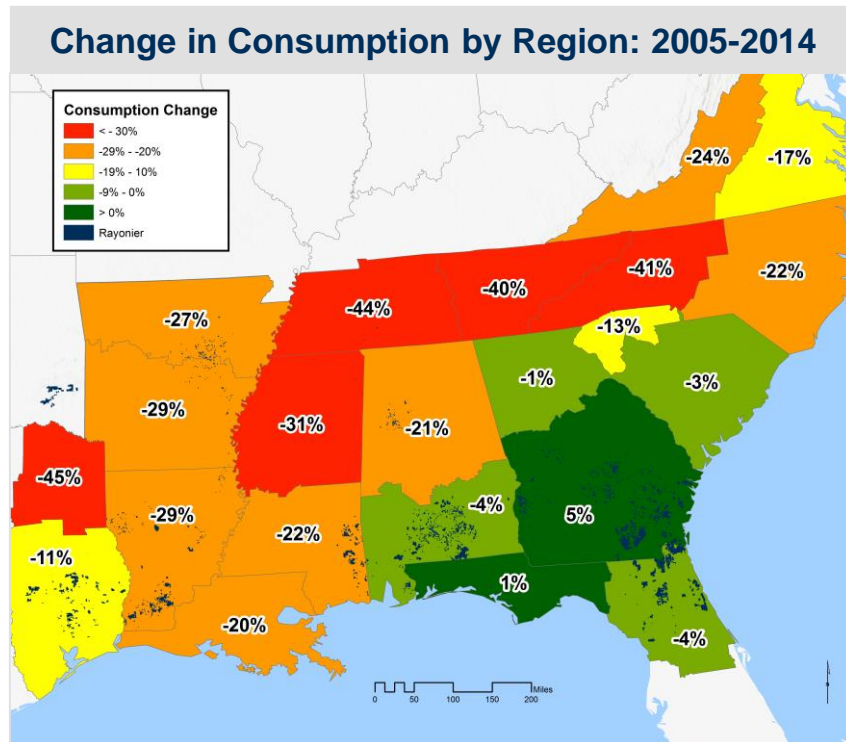 Change in Consumption by Region: 2005-2014
Consumption Change
< - 30%
-29% - -20%
-19% - 10%
-9% - 0%
> 0%
Rayonier
-24%
-17%
-22%
-41%
-40%
-44%
-27%
-13%
-1%
-3%
-29%
-31%
-21%
-45%
-29%
-22%
-4%
5%
-11%
-20%
1%
-4%
Miles
0 50 100 150 200